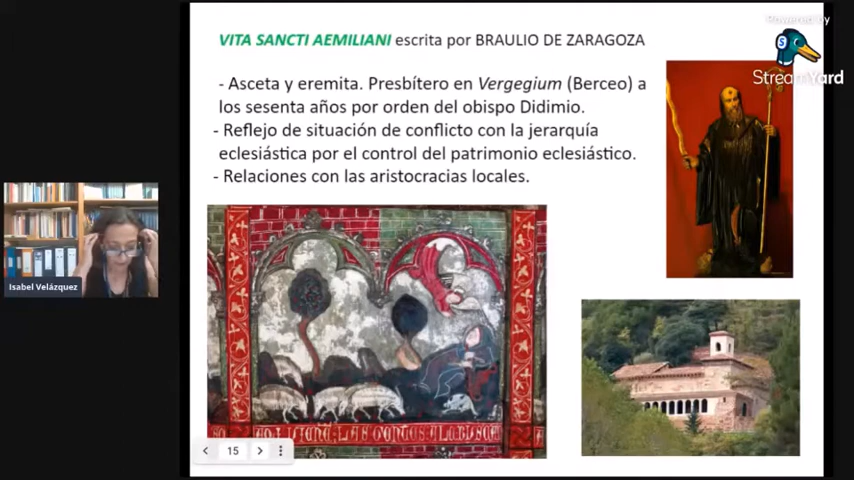 VITA SANCTI AEMILIANI escrita por BRAULIO DE ZARAGOZA
- Asceta y eremita. Presbítero en Vergegium (Berceo) a
los sesenta años por orden del obispo Didimio.
- Reflejo de situación de conflicto con la jerarquía
eclesiástica por el control del patrimonio eclesiástico.
- Relaciones con las aristocracias locales.
Powered by
StreamYard
Isabel Velázquez
15